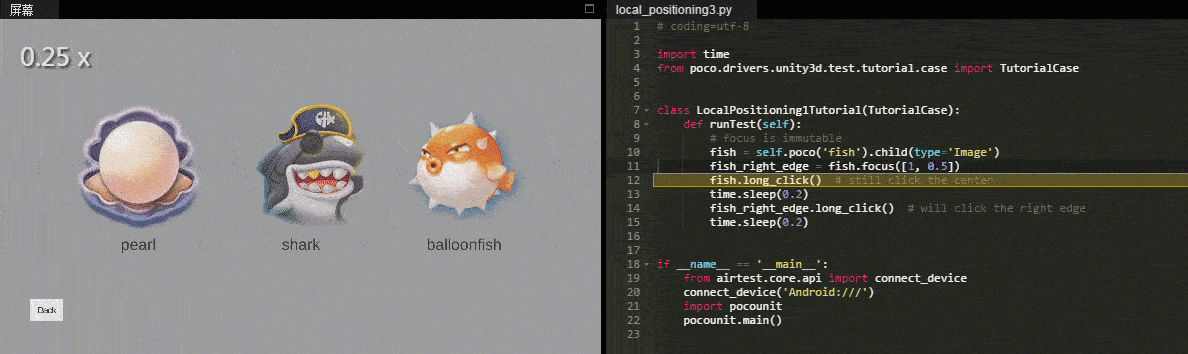 屏幕
0.25 x
pearl
shark
balloonfish
Back
local_positioning3.py
1 # coding=utf-8
2
3 import time
4 from poco.drivers.unity3d.test.tutorial.case import TutorialCase
5
6
7 class LocalPositioning1Tutorial(TutorialCase):
8 def runTest(self):
9 # focus is immutable
10 fish = self.poco('fish').child(type='Image')
11 fish_right_edge = fish.focus([1, 0.5])
12 fish.long_click() # still click the center
13 time.sleep(0.2)
14 fish_right_edge.long_click() # will click the right edge
15 time.sleep(0.2)
16
17
18 if __name__ == '__main__':
19 from airtest.core.api import connect_device
20 connect_device('Android:///')
21 import pocounit
22 pocounit.main()
23